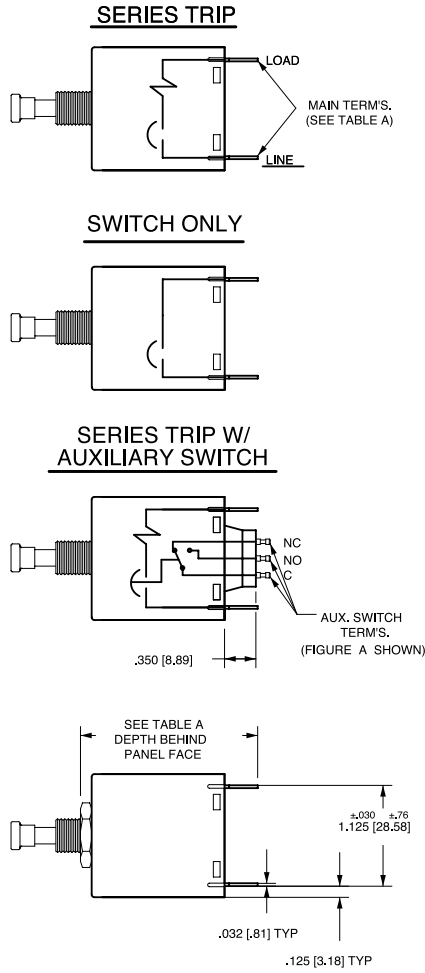 SERIES TRIP
LOAD
MAIN TERM'S.
(SEE TABLE A)
LINE
SWITCH ONLY
SERIES TRIP W/
AUXILIARY SWITCH
NC
NO
C
AUX. SWITCH
TERM'S.
(FIGURE A SHOWN)
.350 [8.89]
SEE TABLE A
DEPTH BEHIND
PANEL FACE
±.030 ±.76
1.125 [28.58]
.032 [.81] TYP
.125 [3.18] TYP